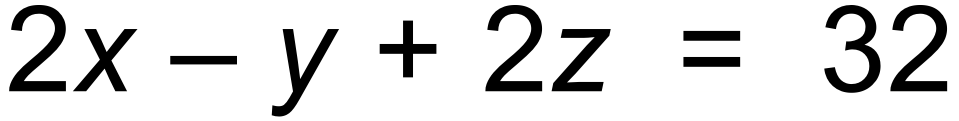 2x – y + 2z = 32